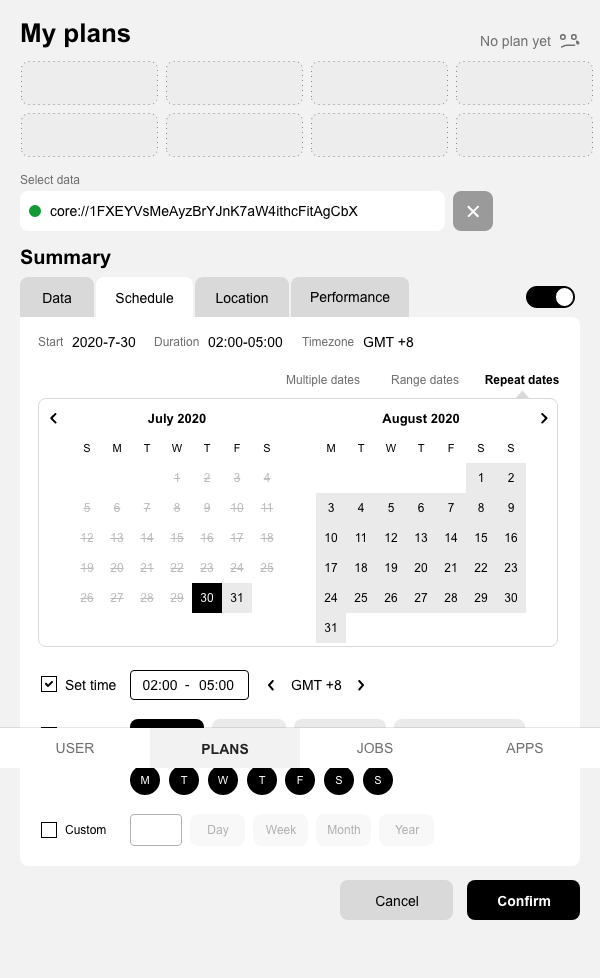 My plans
No plan yet
Select data
core://1FXEYVsMeAyzBrYJnK7aW4ithcFitAgCbX
Summary
Data Schedule Location Performance
Start 2020-7-30 Duration 02:00-05:00 Timezone GMT +8
Multiple dates Range dates Repeat dates
July 2020 August 2020
S M T W T F S M T W T F S S
1 2 3 4 1 2
5 6 7 8 9 10 11 3 4 5 6 7 8 9
12 13 14 15 16 17 18 10 11 12 13 14 15 16
19 20 21 22 23 24 25 17 18 19 20 21 22 23
26 27 28 29 30 31 24 25 26 27 28 29 30
31
Set time 02:00 - 05:00 GMT +8
USER PLANS JOBS APPS
M T W T F S S
Custom Day Week Month Year
Cancel Confirm